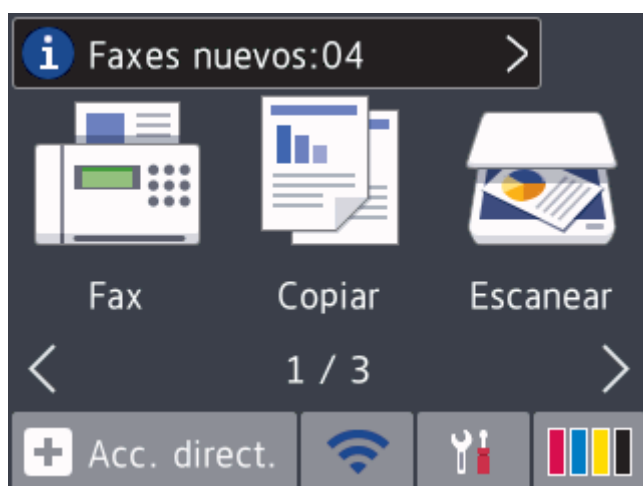 Faxes nuevos:04
Fax
Copiar
Escanear
1 / 3
Acc. direct.